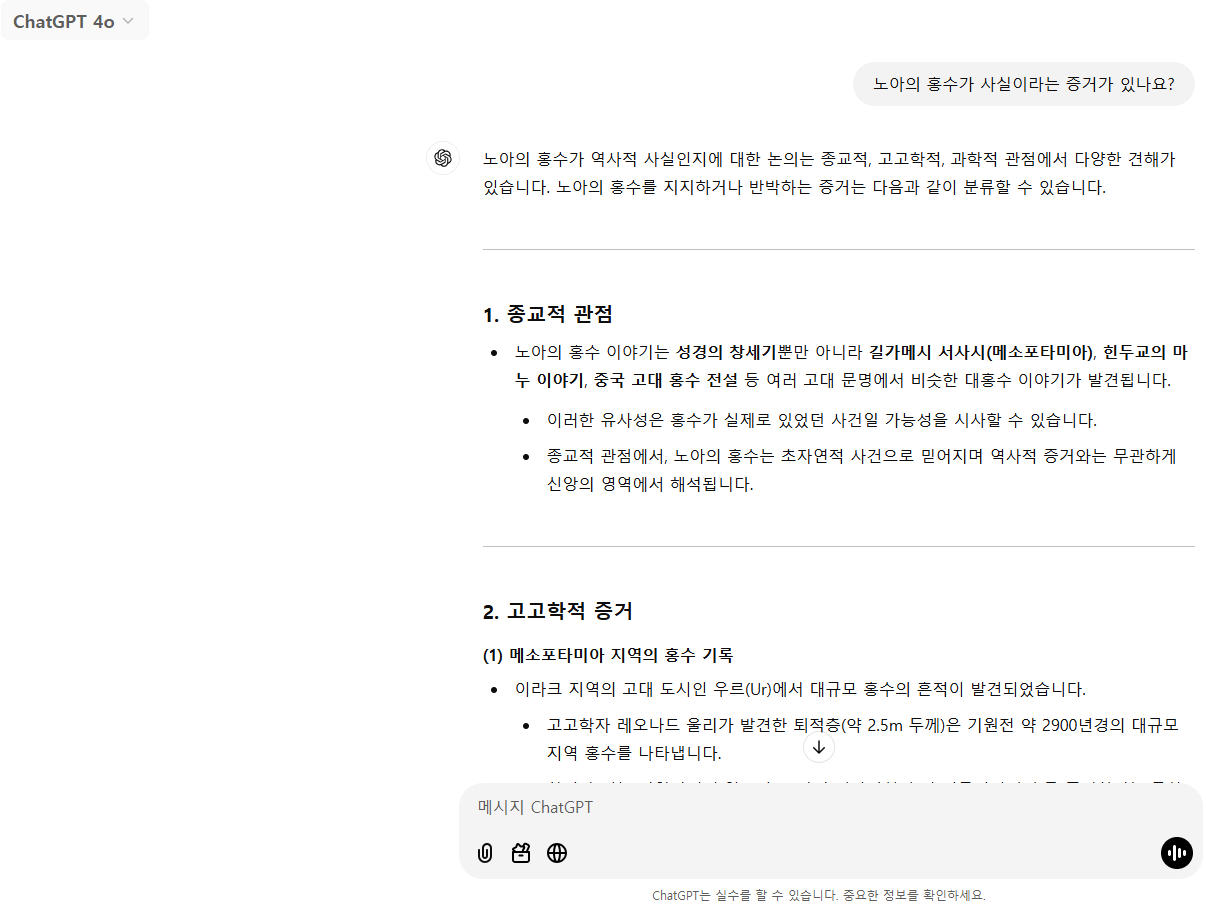 ChatGPT 4o
노아의 홍수가 사실이라는 증거가 있나요?
노아의 홍수가 역사적 사실인지에 대한 논의는 종교적, 고고학적, 과학적 관점에서 다양한 견해가
있습니다. 노아의 홍수를 지지하거나 반박하는 증거는 다음과 같이 분류할 수 있습니다.
1. 종교적 관점
• 노아의 홍수 이야기는 성경의 창세기뿐만 아니라 길가메시 서사시(메소포타미아), 힌두교의 마
누 이야기, 중국 고대 홍수 전설 등 여러 고대 문명에서 비슷한 대홍수 이야기가 발견됩니다.
• 이러한 유사성은 홍수가 실제로 있었던 사건일 가능성을 시사할 수 있습니다.
• 종교적 관점에서, 노아의 홍수는 초자연적 사건으로 믿어지며 역사적 증거와는 무관하게
신앙의 영역에서 해석됩니다.
2. 고고학적 증거
(1) 메소포타미아 지역의 홍수 기록
• 이라크 지역의 고대 도시인 우르(Ur)에서 대규모 홍수의 흔적이 발견되었습니다.
• 고고학자 레오나드 울리가 발견한 퇴적층(약 2.5m 두께)은 기원전 약 2900년경의 대규모
지역 홍수를 나타냅니다.
메시지 ChatGPT
ChatGPT는 실수를 할 수 있습니다. 중요한 정보를 확인하세요.